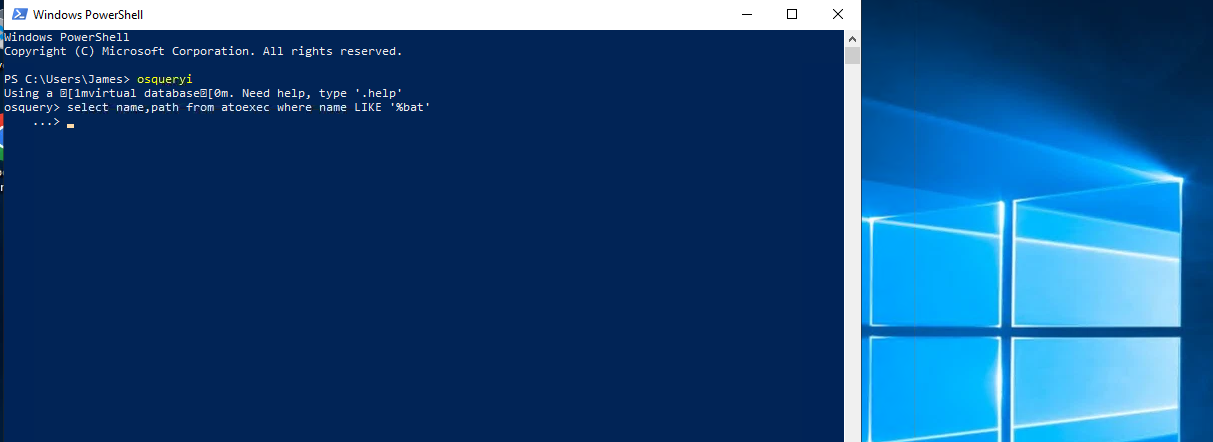 Windows PowerShell
Windows PowerShell
Copyright (C) Microsoft Corporation. All rights reserved.
PS C:\Users\James> osqueryi
Using a ⍰[1mvirtual database⍰[0m. Need help, type '.help'
osquery> select name,path from atoexec where name LIKE '%bat'
...>